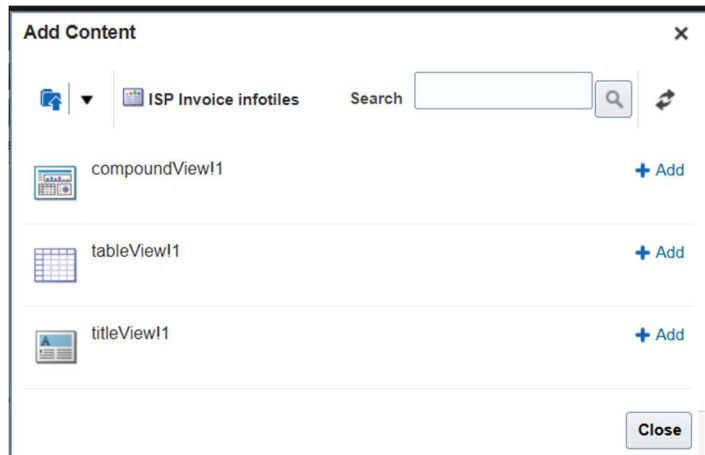 Add Content
ISP Invoice infotiles Search
compoundView!1 Add
tableView!1 Add
titleView!1 Add
Close